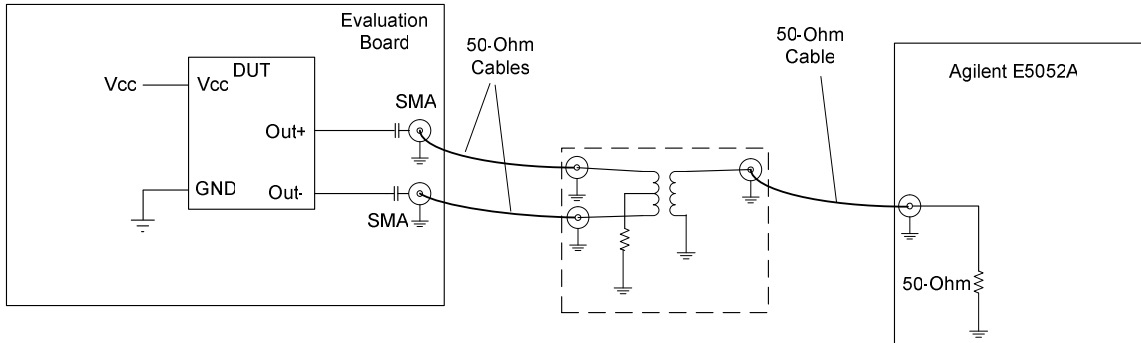 Evaluation
Board
50-Ohm
Cables
50-Ohm
Cable
Agilent E5052A
DUT
Vcc
Vcc
SMA
Out+
GND
Out-
SMA
50-Ohm